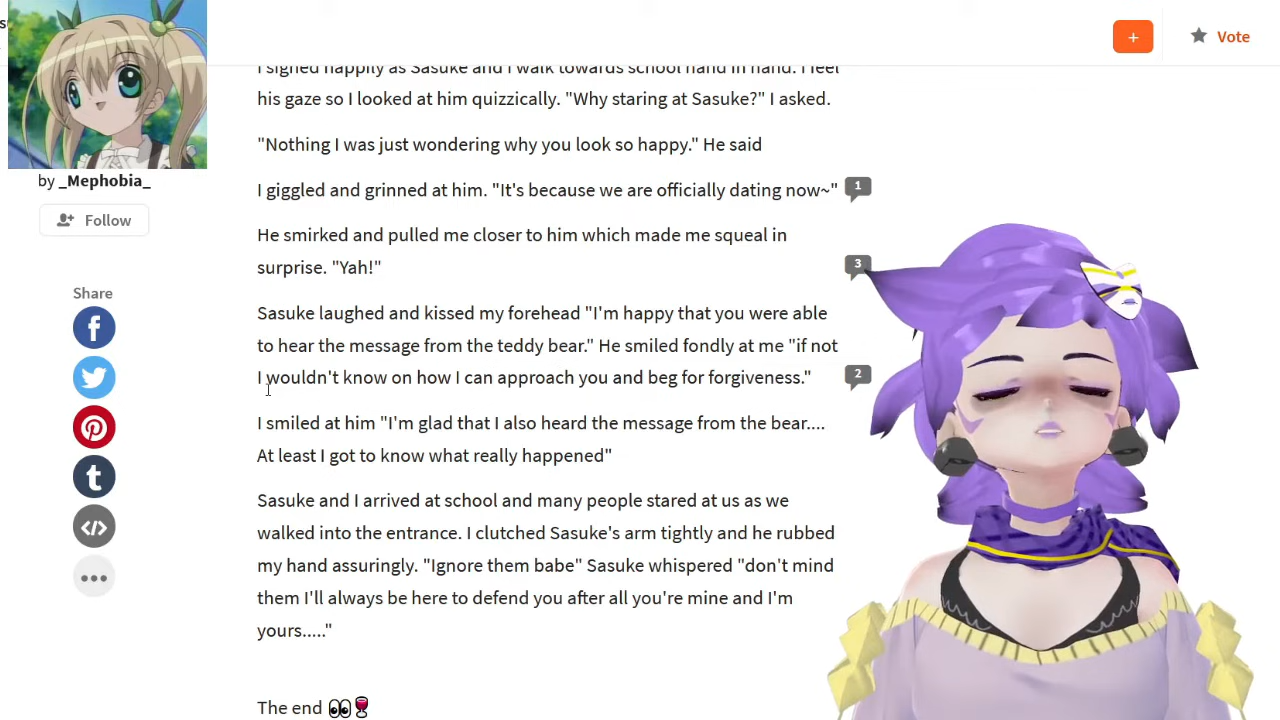 +
Vote
I sighed happily as Sasuke and I walk towards school hand in hand. I feel
his gaze so I looked at him quizzically. "Why staring at Sasuke?" I asked.
"Nothing I was just wondering why you look so happy." He said
by _Mephobia_
I giggled and grinned at him. "It's because we are officially dating now~"
1
Follow
He smirked and pulled me closer to him which made me squeal in
surprise. "Yah!"
3
Share
Sasuke laughed and kissed my forehead "I'm happy that you were able
to hear the message from the teddy bear." He smiled fondly at me "if not
I wouldn't know on how I can approach you and beg for forgiveness."
2
I smiled at him "I'm glad that I also heard the message from the bear....
At least I got to know what really happened"
Sasuke and I arrived at school and many people stared at us as we
walked into the entrance. I clutched Sasuke's arm tightly and he rubbed
my hand assuringly. "Ignore them babe" Sasuke whispered "don't mind
them I'll always be here to defend you after all you're mine and I'm
yours....."
The end 👀🍷